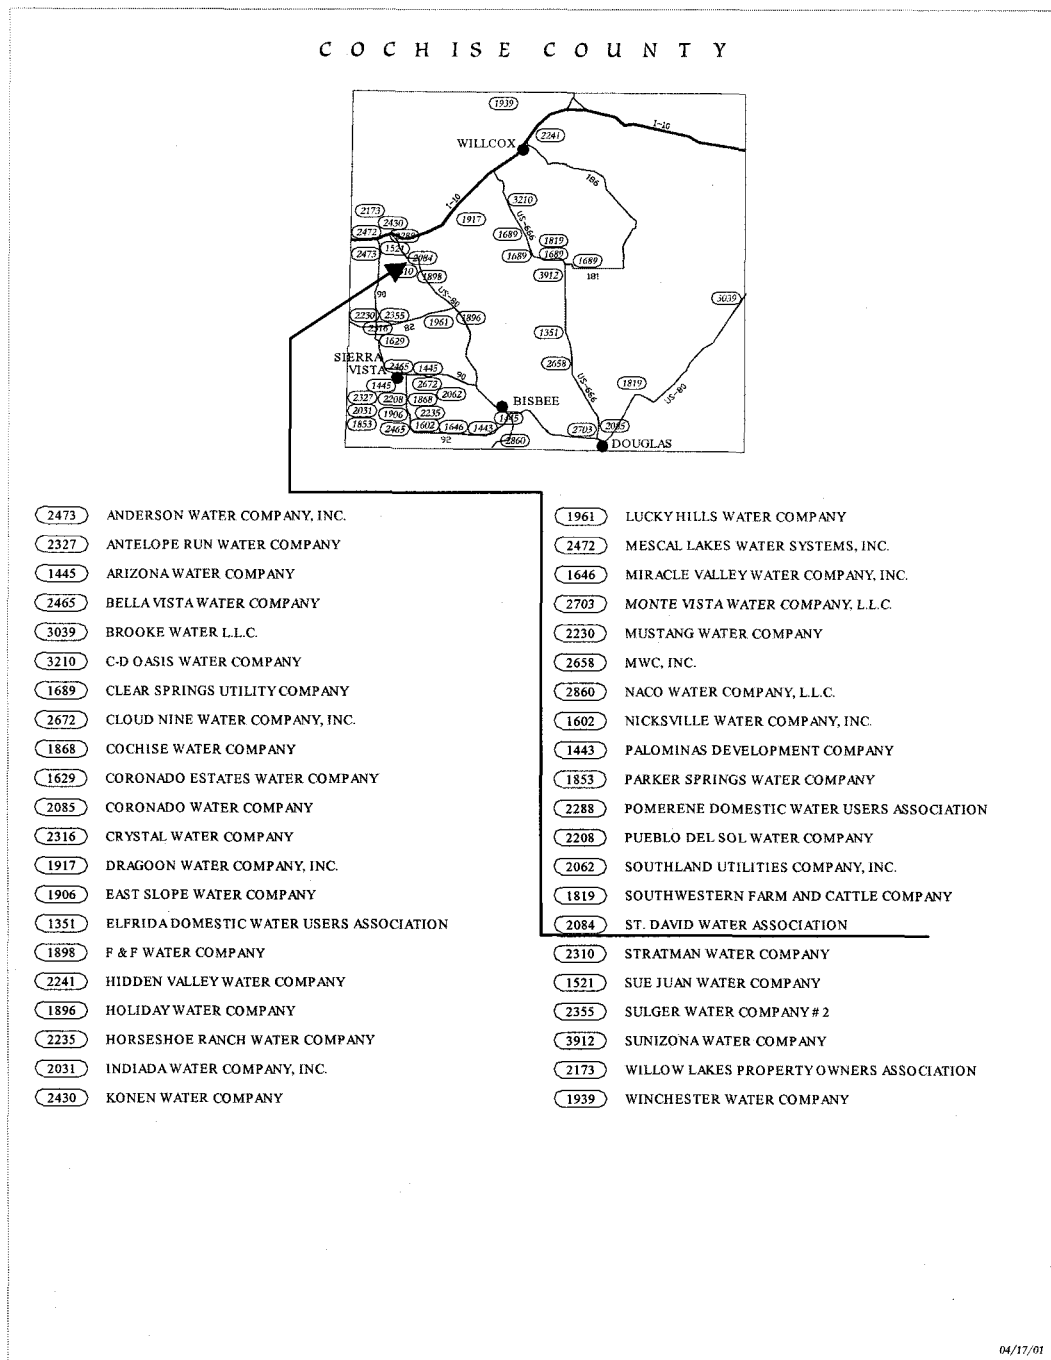 COCHISE COUNTY
1939
2241
I-10
WILLCOX
186
3210
I-10
2173
1917
US-666
2430
2472
2288
1689
1819
1521
2473
2084
1689
1689
1689
1898
3912
181
90
US-80
3039
2230
2355
1896
1961
2316
82
1351
1629
SIERRA
VISTA
2465
1445
2658
90
1445
2672
US-666
1819
2327
2208
1868
2062
US-80
BISBEE
2031
1906
2235
1445
1853
2465
1602
1646
1443
2703
2085
92
2860
DOUGLAS
2473 ANDERSON WATER COMPANY, INC.
2327 ANTELOPE RUN WATER COMPANY
1445 ARIZONA WATER COMPANY
2465 BELLA VISTA WATER COMPANY
3039 BROOKE WATER L.L.C.
3210 C-D OASIS WATER COMPANY
1689 CLEAR SPRINGS UTILITY COMPANY
2672 CLOUD NINE WATER COMPANY, INC.
1868 COCHISE WATER COMPANY
1629 CORONADO ESTATES WATER COMPANY
2085 CORONADO WATER COMPANY
2316 CRYSTAL WATER COMPANY
1917 DRAGOON WATER COMPANY, INC.
1906 EAST SLOPE WATER COMPANY
1351 ELFRIDA DOMESTIC WATER USERS ASSOCIATION
1898 F & F WATER COMPANY
2241 HIDDEN VALLEY WATER COMPANY
1896 HOLIDAY WATER COMPANY
2235 HORSESHOE RANCH WATER COMPANY
2031 INDIADA WATER COMPANY, INC.
2430 KONEN WATER COMPANY
1961 LUCKY HILLS WATER COMPANY
2472 MESCAL LAKES WATER SYSTEMS, INC.
1646 MIRACLE VALLEY WATER COMPANY, INC.
2703 MONTE VISTA WATER COMPANY, L.L.C.
2230 MUSTANG WATER COMPANY
2658 MWC, INC.
2860 NACO WATER COMPANY, L.L.C.
1602 NICKSVILLE WATER COMPANY, INC.
1443 PALOMINAS DEVELOPMENT COMPANY
1853 PARKER SPRINGS WATER COMPANY
2288 POMERENE DOMESTIC WATER USERS ASSOCIATION
2208 PUEBLO DEL SOL WATER COMPANY
2062 SOUTHLAND UTILITIES COMPANY, INC.
1819 SOUTHWESTERN FARM AND CATTLE COMPANY
2084 ST. DAVID WATER ASSOCIATION
2310 STRATMAN WATER COMPANY
1521 SUE JUAN WATER COMPANY
2355 SULGER WATER COMPANY # 2
3912 SUNIZONA WATER COMPANY
2173 WILLOW LAKES PROPERTY OWNERS ASSOCIATION
1939 WINCHESTER WATER COMPANY
04/17/01